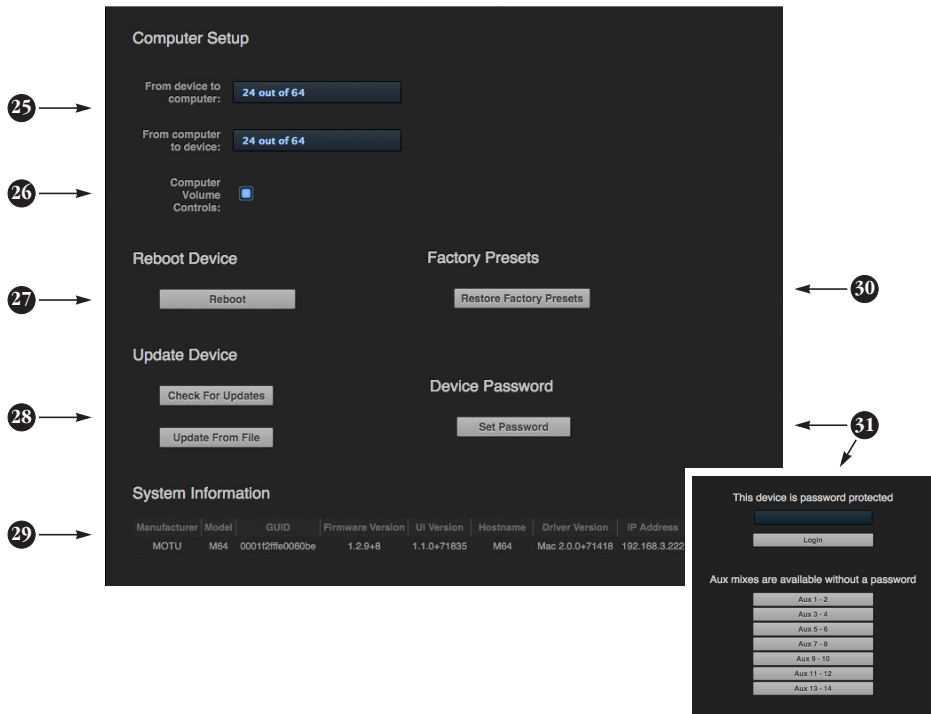 Computer Setup
25
From device to
computer:
24 out of 64
From computer
to device:
24 out of 64
26
Computer
Volume
Controls:
Reboot Device
Factory Presets
27
Reboot
Restore Factory Presets
30
Update Device
28
Check For Updates
Update From File
Device Password
Set Password
31
System Information
29
Manufacturer Model GUID Firmware Version UI Version Hostname Driver Version IP Address
MOTU M64 0001f2fffe0060be 1.2.9+8 1.1.0+71835 M64 Mac 2.0.0+71418 192.168.3.222
This device is password protected
Login
Aux mixes are available without a password
Aux 1 - 2
Aux 3 - 4
Aux 5 - 6
Aux 7 - 8
Aux 9 - 10
Aux 11 - 12
Aux 13 - 14